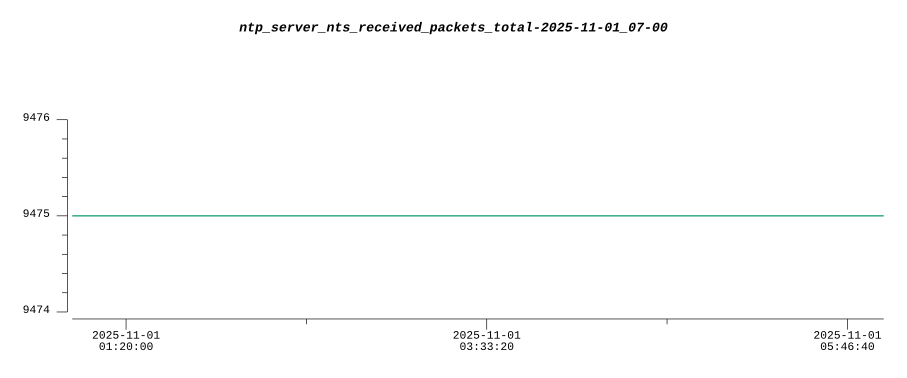 ntp_server_nts_received_packets_total-2025-11-01_07-00
9476
9475
9474
2025-11-01 2025-11-01 2025-11-01
01:20:00 03:33:20 05:46:40